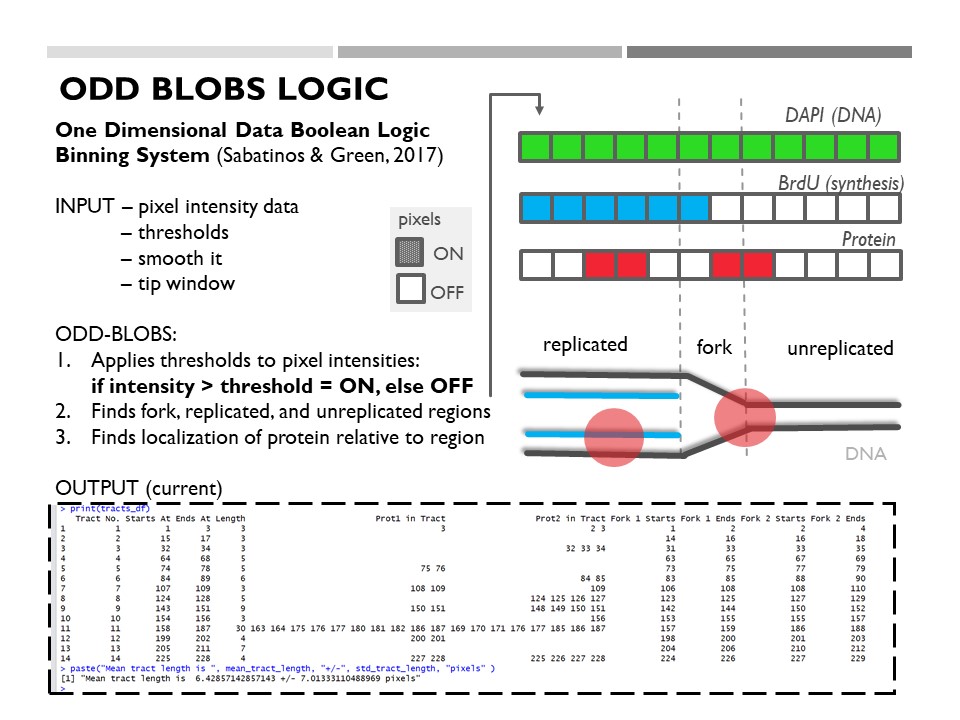 ODD BLOBS LOGIC
One Dimensional Data Boolean Logic
Binning System (Sabatinos & Green, 2017)
INPUT – pixel intensity data
– thresholds
– smooth it
– tip window
pixels
ON
OFF
ODD-BLOBS:
1. Applies thresholds to pixel intensities:
if intensity > threshold = ON, else OFF
2. Finds fork, replicated, and unreplicated regions
3. Finds localization of protein relative to region
DAPI (DNA)
BrdU (synthesis)
Protein
replicated
fork
unreplicated
DNA
OUTPUT (current)
> print(tracts_df)
Tract No. Starts At Ends At Length Prot1 in Tract Prot2 in Tract Fork 1 Starts Fork 1 Ends Fork 2 Starts Fork 2 Ends
1 1 1 3 3 3 2 3 1 2 2 4
2 2 15 17 3 14 16 16 18
3 3 32 34 3 32 33 34 31 33 33 35
4 4 64 68 5 63 65 67 69
5 5 74 78 5 75 76 73 75 77 79
6 6 84 89 6 84 85 83 85 88 90
7 7 107 109 3 108 109 109 106 108 108 110
8 8 124 128 5 124 125 126 127 123 125 127 129
9 9 143 151 9 150 151 148 149 150 151 142 144 150 152
10 10 154 156 3 156 153 155 155 157
11 11 158 187 30 163 164 175 176 177 180 181 182 186 187 169 170 171 176 177 185 186 187 157 159 186 188
12 12 199 202 4 200 201 198 200 201 203
13 13 205 211 7 204 206 210 212
14 14 225 228 4 227 228 225 226 227 228 224 226 227 229
> paste("Mean tract length is ", mean_tract_length, "+/-", std_tract_length, "pixels" )
[1] "Mean tract length is  6.42857142857143 +/- 7.01333110488969 pixels"
>